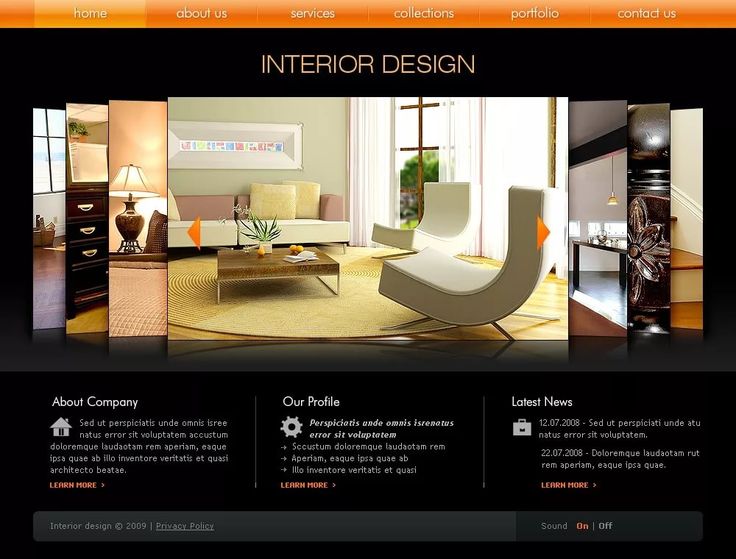 home about us services collections portfolio contact us
INTERIOR DESIGN
About Company
Sed ut perspiciatis unde omnis isree
natus error sit voluptatem accustum
doloremque laudaotam rem aperiam, eaque
ipsa quae ab illo inventore veritatis et quasi
architecto beatae.
LEARN MORE >
Our Profile
Perspiciatis unde omnis isrenatus
error sit voluptatem
Sccustum doloremque laudaotam rem
Aperiam, eaque ipsa quae ab
Illo inventore veritatis et quasi
LEARN MORE >
Latest News
12.07.2008 - Sed ut perspiciati unde atu
natus error sit voluptatem.
22.07.2008 - Doloremque laudaotam rut
rem aperiam, eaque ipsa quae.
LEARN MORE >
Interior design © 2009 | Privacy Policy
Sound On | Off